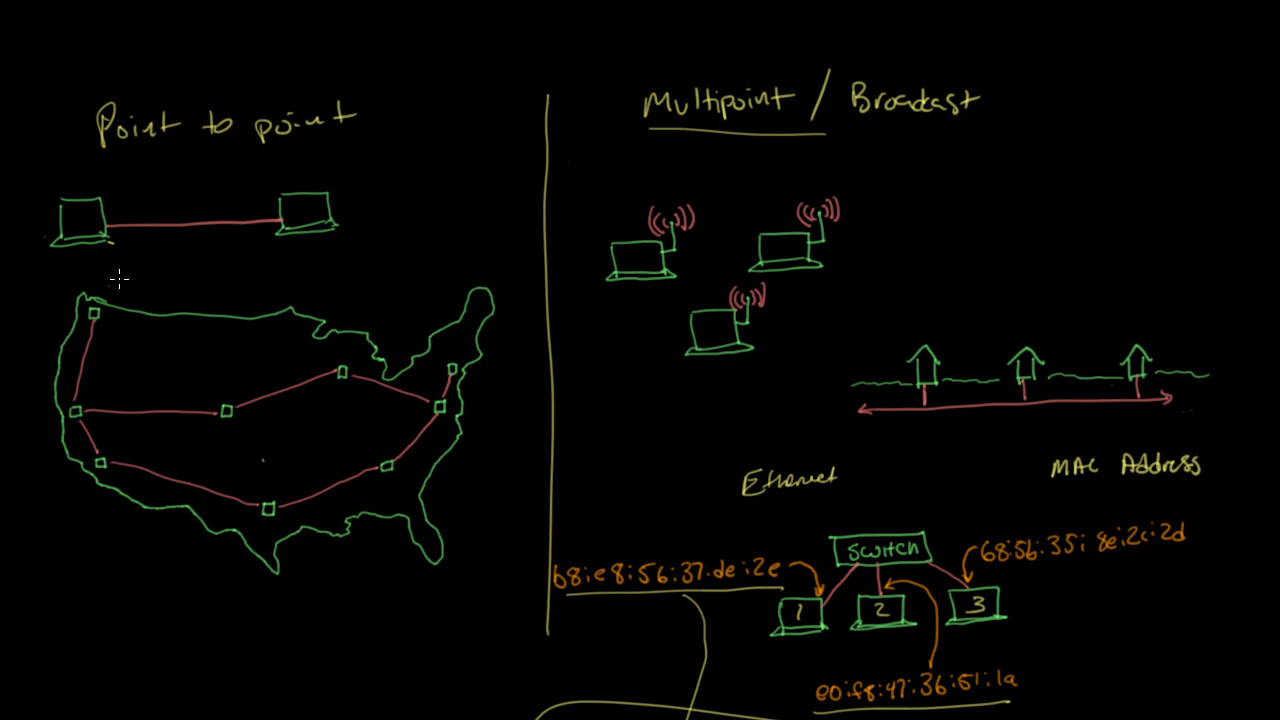 Point to point
Multipoint / Broadcast
Ethernet
MAC Address
SWITCH
68:5b:35:8e:2c:2d
b8:e8:56:37:de:2e
1
2
3
e0:f8:47:36:51:1a